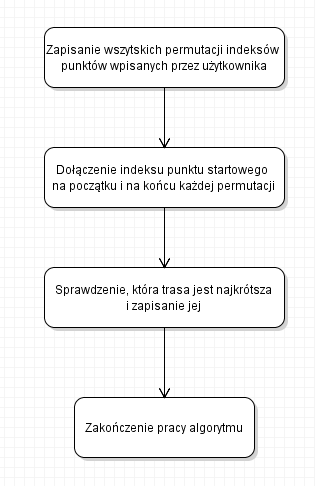 Zapisanie wszytskich permutacji indeksów
punktów wpisanych przez użytkownika
Dołączenie indeksu punktu startowego
na początku i na końcu każdej permutacji
Sprawdzenie, która trasa jest najkrótsza
i zapisanie jej
Zakończenie pracy algorytmu